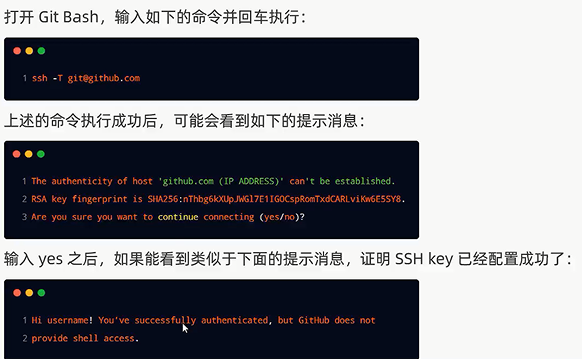 打开 Git Bash，输入如下的命令并回车执行：
1 ssh -T git@github.com
上述的命令执行成功后，可能会看到如下的提示消息：
1 The authenticity of host 'github.com (IP ADDRESS)' can't be established.
2 RSA key fingerprint is SHA256:nThbg6kXUpJWGl7E1IGOCspRomTxdCARLviKw6E5SY8.
3 Are you sure you want to continue connecting (yes/no)?
输入 yes 之后，如果能看到类似于下面的提示消息，证明 SSH key 已经配置成功了：
1 Hi username! You've successfully authenticated, but GitHub does not
2 provide shell access.